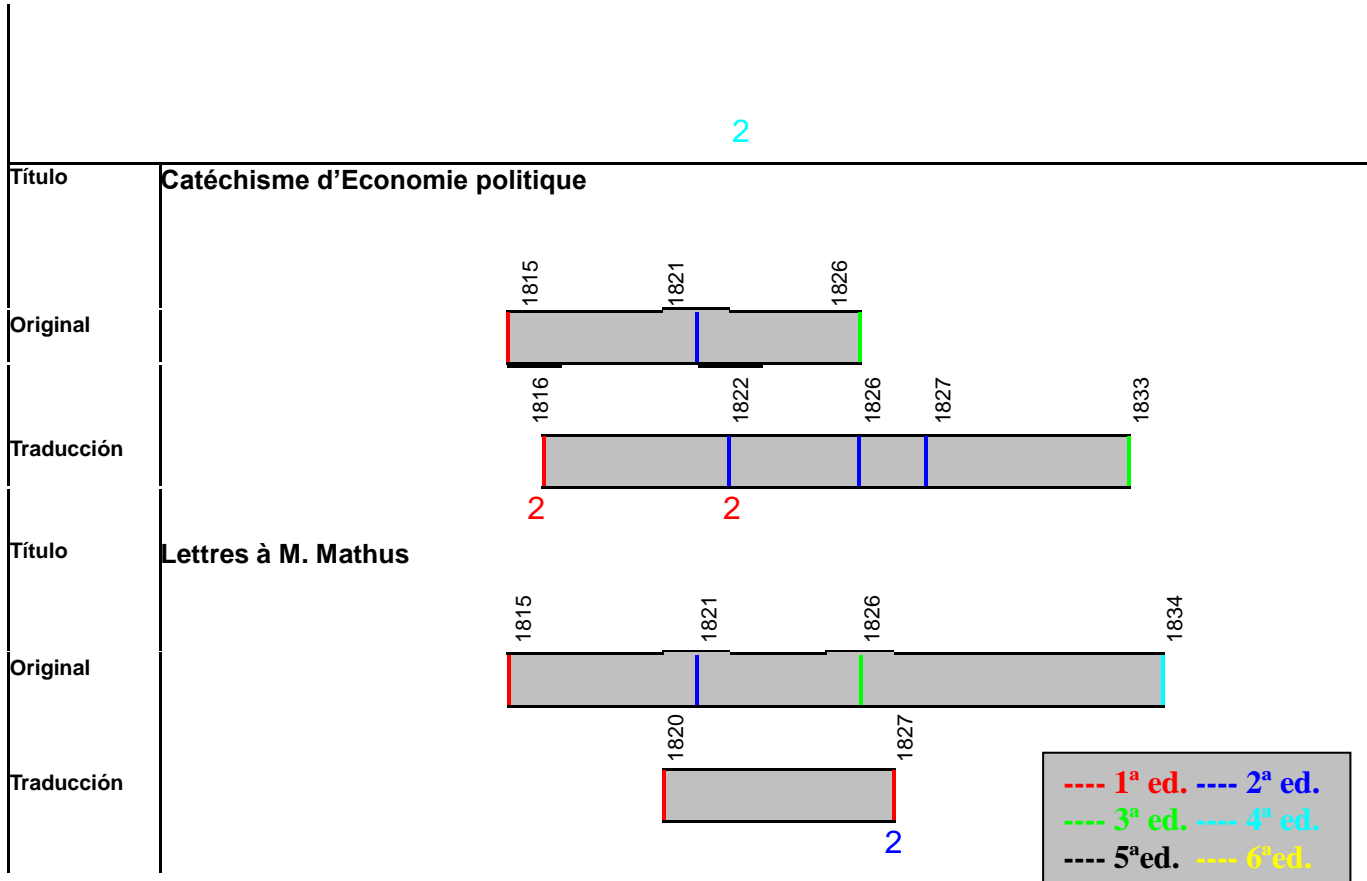 2
Título Catéchisme d’Economie politique
1815 1821 1826
Original
1816 1822 1826 1827 1833
Traducción
2 2
Título Lettres à M. Mathus
1815 1821 1826 1834
Original
1820 1827
Traducción
2
---- 1ª ed. ---- 2ª ed.
---- 3ª ed. ---- 4ª ed.
---- 5ªed. ---- 6ªed.